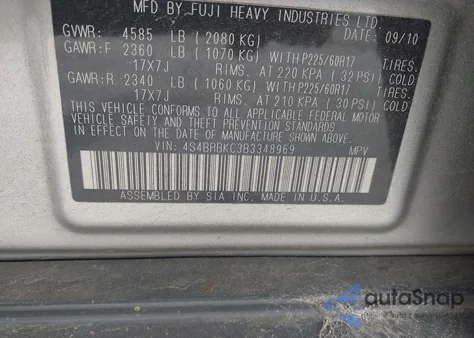 MFD. BY FUJI HEAVY INDUSTRIES LTD.
GVWR: 4585 LB (2080 KG) 09/10
GAWR:F 2360 LB (1070 KG) WITH P225/60R17 TIRES,
17X7J RIMS, AT 220 KPA (32 PSI) COLD
GAWR:R 2340 LB (1060 KG) WITH P225/60R17 TIRES,
17X7J RIMS, AT 210 KPA (30 PSI) COLD
THIS VEHICLE CONFORMS TO ALL APPLICABLE FEDERAL MOTOR
VEHICLE SAFETY AND THEFT PREVENTION STANDARDS IN
EFFECT ON THE DATE OF MANUFACTURE SHOWN ABOVE.
VIN: 4S4BRBKC3B3348969 MPV
ASSEMBLED BY SIA INC. MADE IN U.S.A.
autoSnap